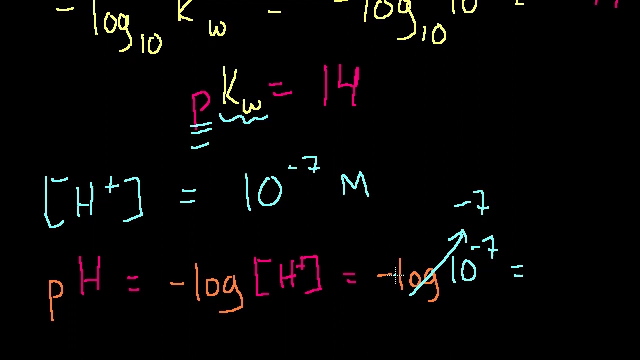 -log₁₀ Kw = -log₁₀ 10
pKw = 14
[H⁺] = 10⁻⁷ M
-7
pH = -log [H⁺] = -log 10⁻⁷ =